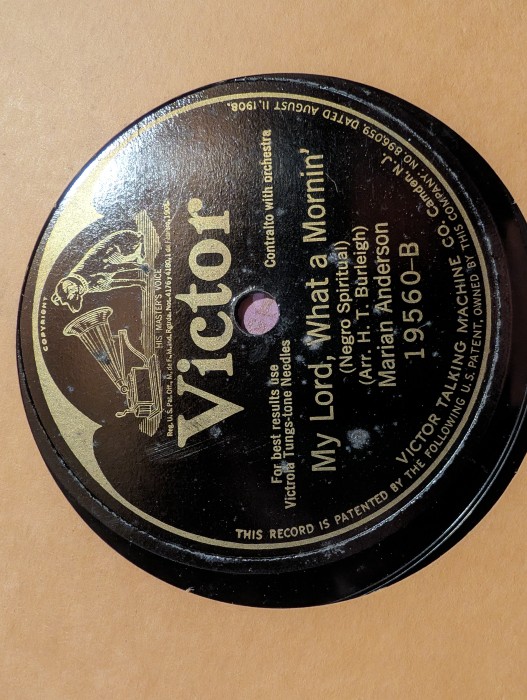 COPYRIGHT
"HIS MASTER'S VOICE"
Victor
For best results use
Victrola Tungs-tone Needles
Contralto with orchestra
My Lord, What a Mornin'
(Negro Spiritual)
(Arr. H. T. Burleigh)
Marian Anderson
19560-B
VICTOR TALKING MACHINE CO. Camden, N. J.
THIS RECORD IS PATENTED BY THE FOLLOWING U.S. PATENT, OWNED BY THIS COMPANY: NO. 896059 DATED AUGUST 11, 1908.